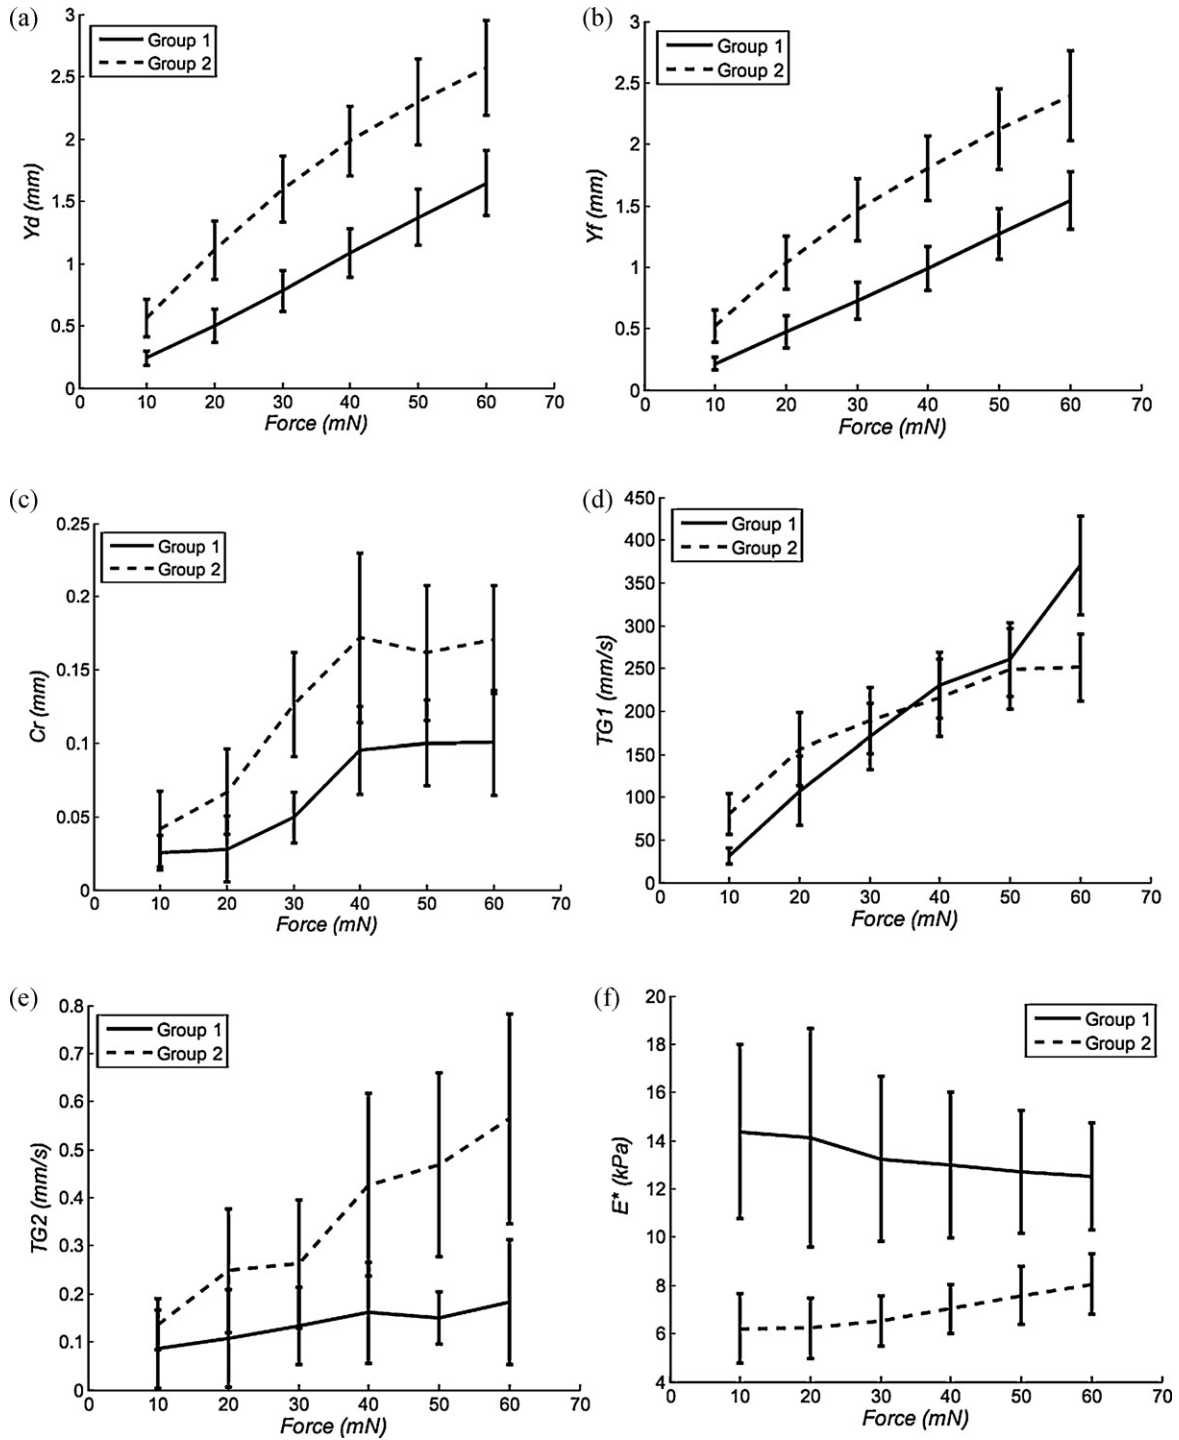 (a)
3
2.5
2
1.5
1
0.5
0
Yd (mm)
Group 1
Group 2
10 20 30 40 50 60 70
Force (mN)
(b)
3
2.5
2
1.5
1
0.5
0
Yf (mm)
Group 1
Group 2
0 10 20 30 40 50 60 70
Force (mN)
(c)
0.25
0.2
0.15
0.1
0.05
0
Cr (mm)
Group 1
Group 2
0 10 20 30 40 50 60 70
Force (mN)
(d)
450
400
350
300
250
200
150
100
50
0
TG1 (mm/s)
Group 1
Group 2
0 10 20 30 40 50 60 70
Force (mN)
(e)
0.8
0.7
0.6
0.5
0.4
0.3
0.2
0.1
0
TG2 (mm/s)
Group 1
Group 2
0 10 20 30 40 50 60 70
Force (mN)
(f)
20
18
16
14
12
10
8
6
4
E* (kPa)
Group 1
Group 2
0 10 20 30 40 50 60 70
Force (mN)